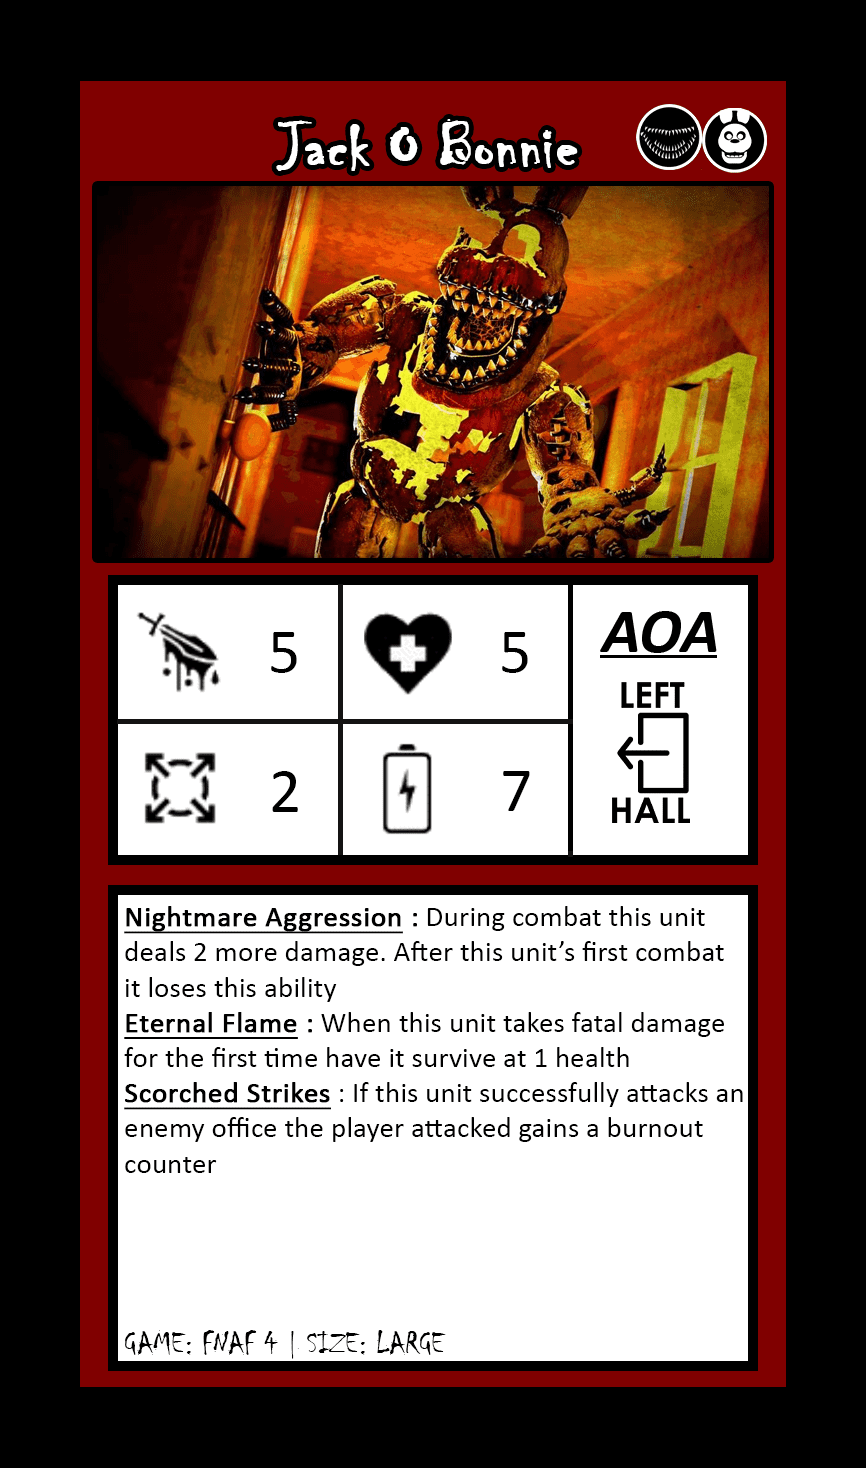 Jack O Bonnie
5
5
AOA
LEFT
HALL
2
7
Nightmare Aggression : During combat this unit
deals 2 more damage. After this unit’s first combat
it loses this ability
Eternal Flame : When this unit takes fatal damage
for the first time have it survive at 1 health
Scorched Strikes : If this unit successfully attacks an
enemy office the player attacked gains a burnout
counter
GAME: FNAF 4 | SIZE: LARGE